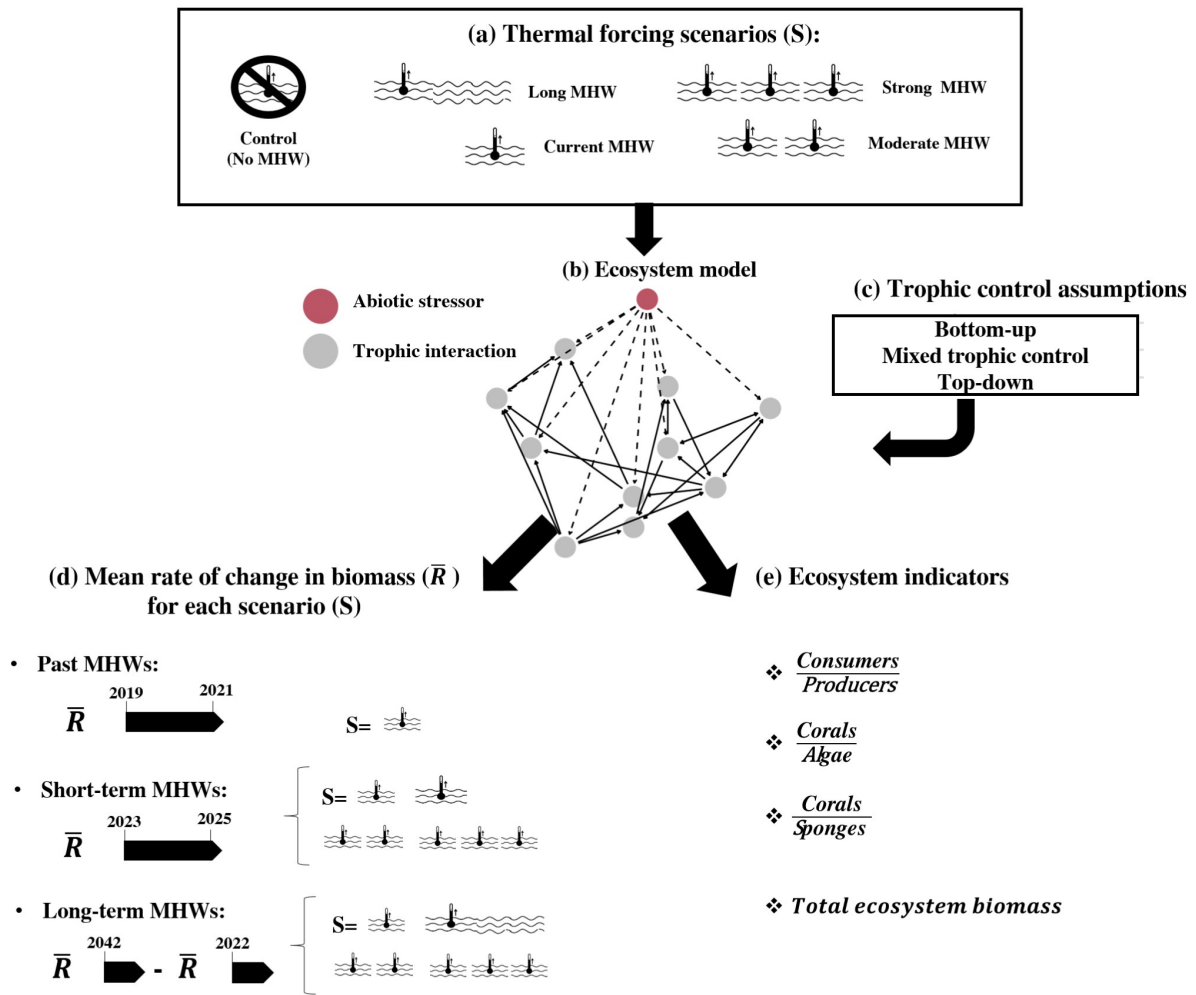 (a) Thermal forcing scenarios (S):
Control
(No MHW)
Long MHW
Strong MHW
Current MHW
Moderate MHW
(b) Ecosystem model
Abiotic stressor
Trophic interaction
(c) Trophic control assumptions
Bottom-up
Mixed trophic control
Top-down
(d) Mean rate of change in biomass (R̅ )
for each scenario (S)
• Past MHWs:
2019 2021
R̅
S=
• Short-term MHWs:
2023 2025
R̅
S=
• Long-term MHWs:
2042 2022
R̅ - R̅
S=
(e) Ecosystem indicators
❖ Consumers
Producers
❖ Corals
Algae
❖ Corals
Sponges
❖ Total ecosystem biomass